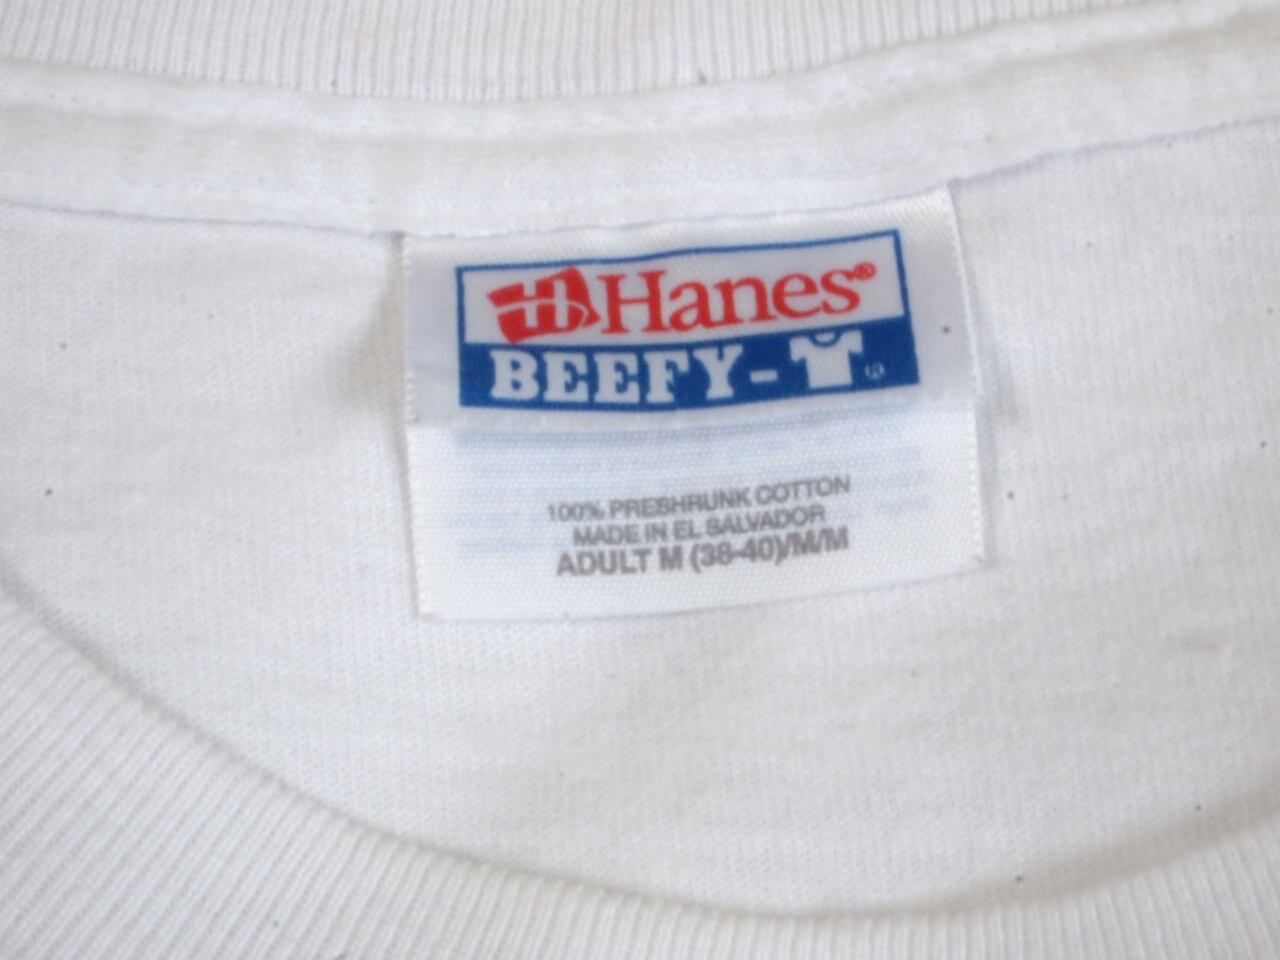 Hanes®
BEEFY-T®
100% PRESHRUNK COTTON
MADE IN EL SALVADOR
ADULT M (38-40)/M/M